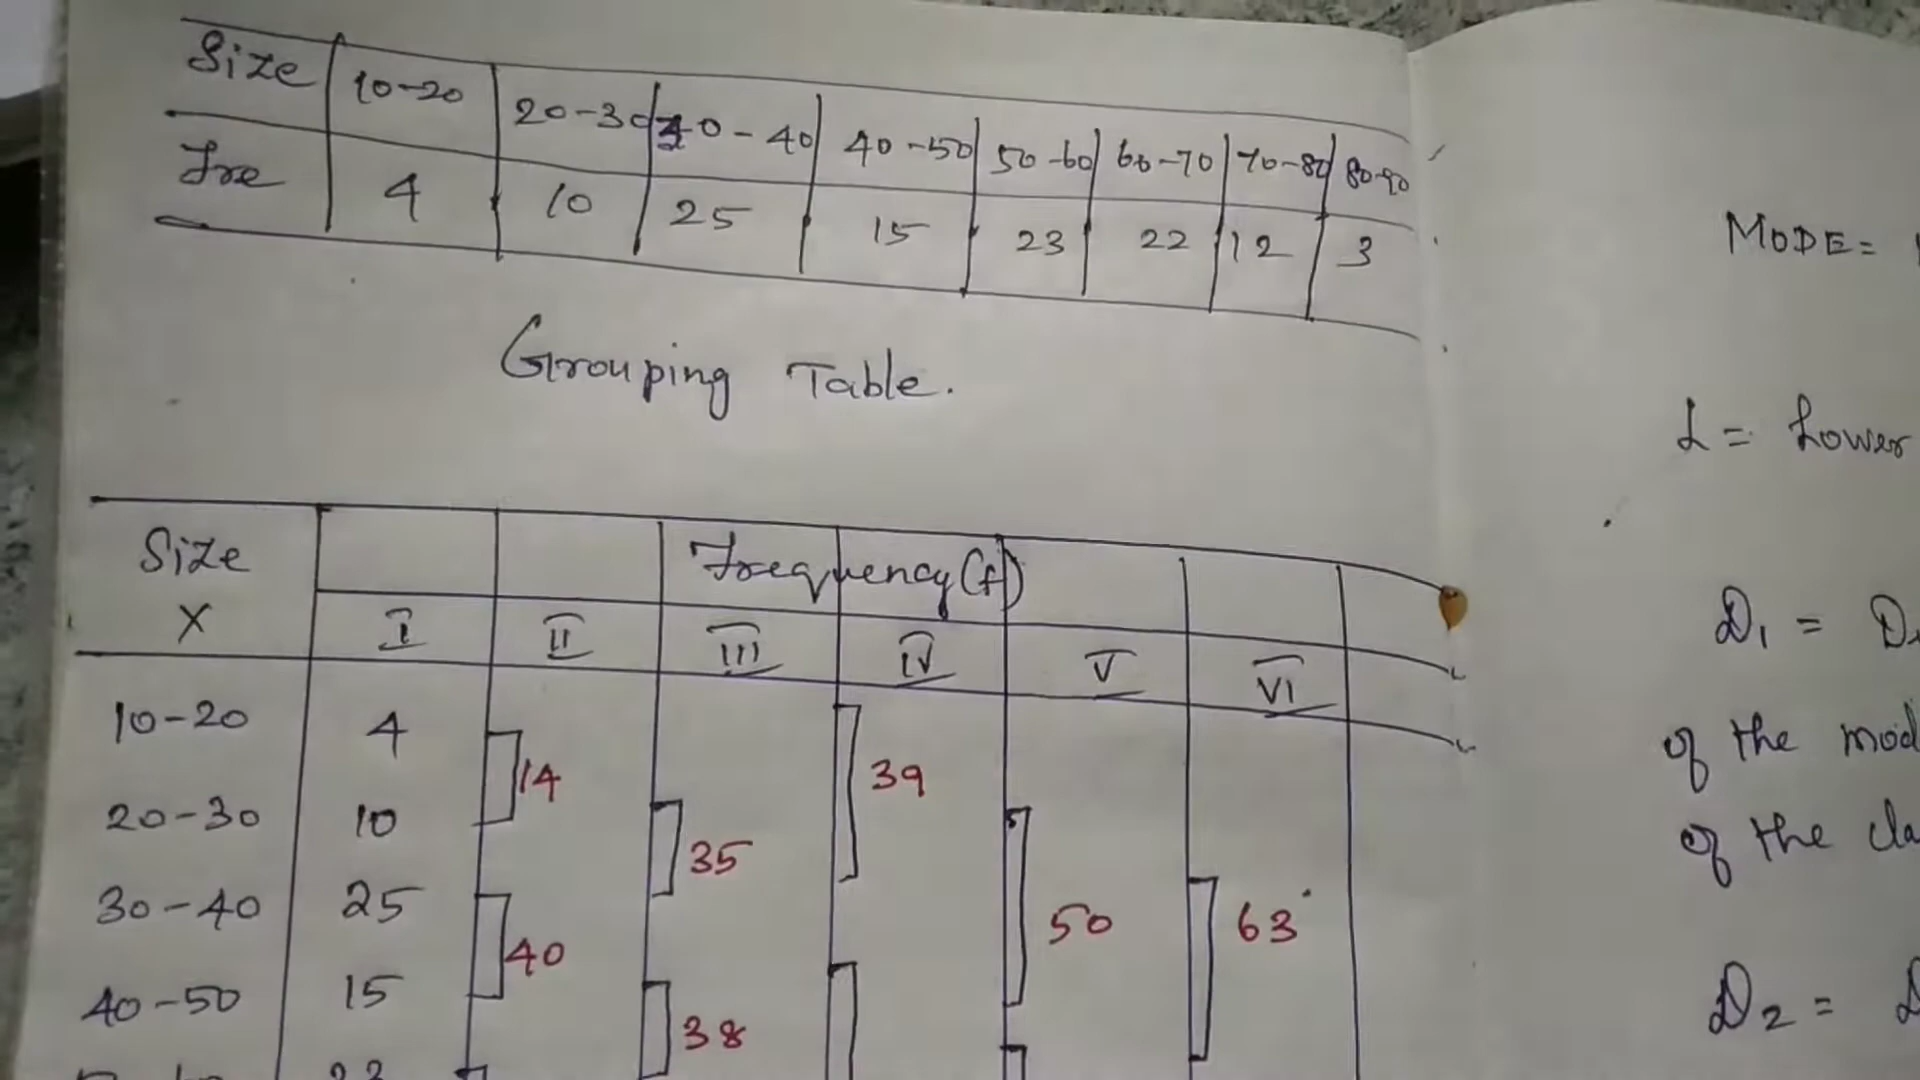 Size 10-20 20-30 30-40 40-50 50-60 60-70 70-80 80-90
Fre 4 10 25 15 23 22 12 3
Grouping Table.
Size X Frequency (f)
I II III IV V VI
10-20 4
14 39
20-30 10
35
30-40 25
50 63
40
40-50 15
38
MODE =
L = Lower
D1 =
of the
of the
D2 =